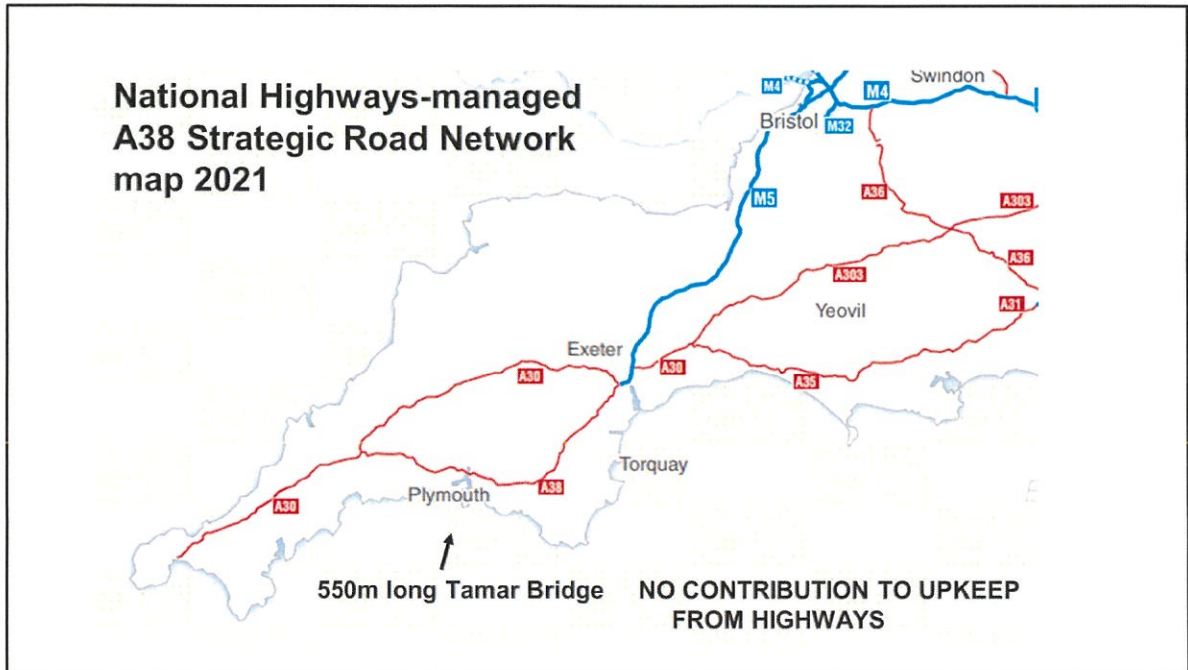 National Highways-managed
A38 Strategic Road Network
map 2021
M4
M4
Swindon
Bristol
M32
M5
A36
A303
A303
A36
Yeovil
A31
Exeter
A30
A30
A35
Torquay
Plymouth
A38
A30
550m long Tamar Bridge
NO CONTRIBUTION TO UPKEEP
FROM HIGHWAYS